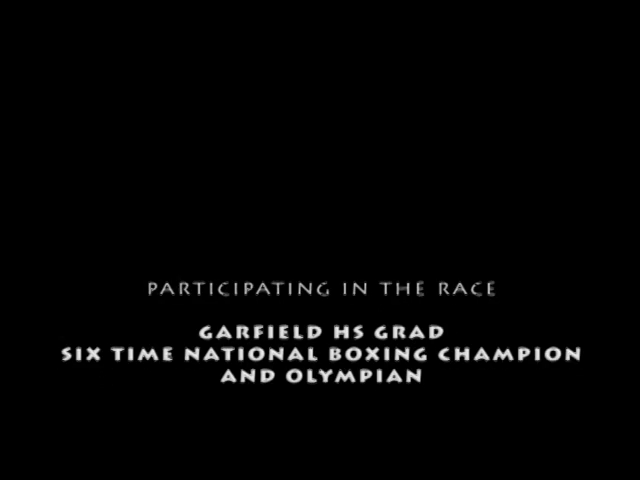 PARTICIPATING IN THE RACE
GARFIELD HS GRAD
SIX TIME NATIONAL BOXING CHAMPION
AND OLYMPIAN